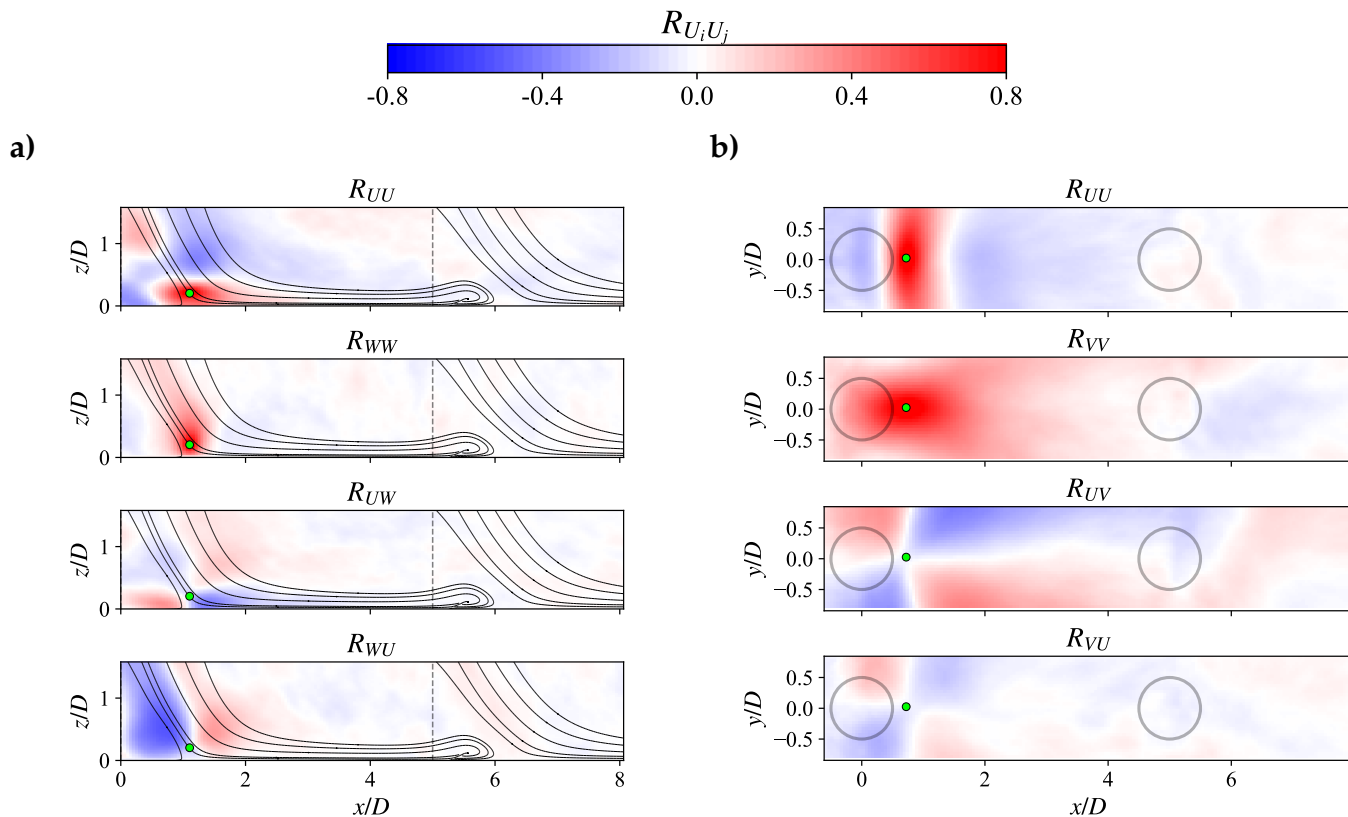 R_{U_iU_j}
-0.8 -0.4 0.0 0.4 0.8
a)
b)
R_{UU}
z/D
1
0
R_{WW}
z/D
1
0
R_{UW}
z/D
1
0
R_{WU}
z/D
1
0
0 2 4 6 8
x/D
R_{UU}
y/D
0.5
0.0
−0.5
R_{VV}
y/D
0.5
0.0
−0.5
R_{UV}
y/D
0.5
0.0
−0.5
R_{VU}
y/D
0.5
0.0
−0.5
0 2 4 6
x/D